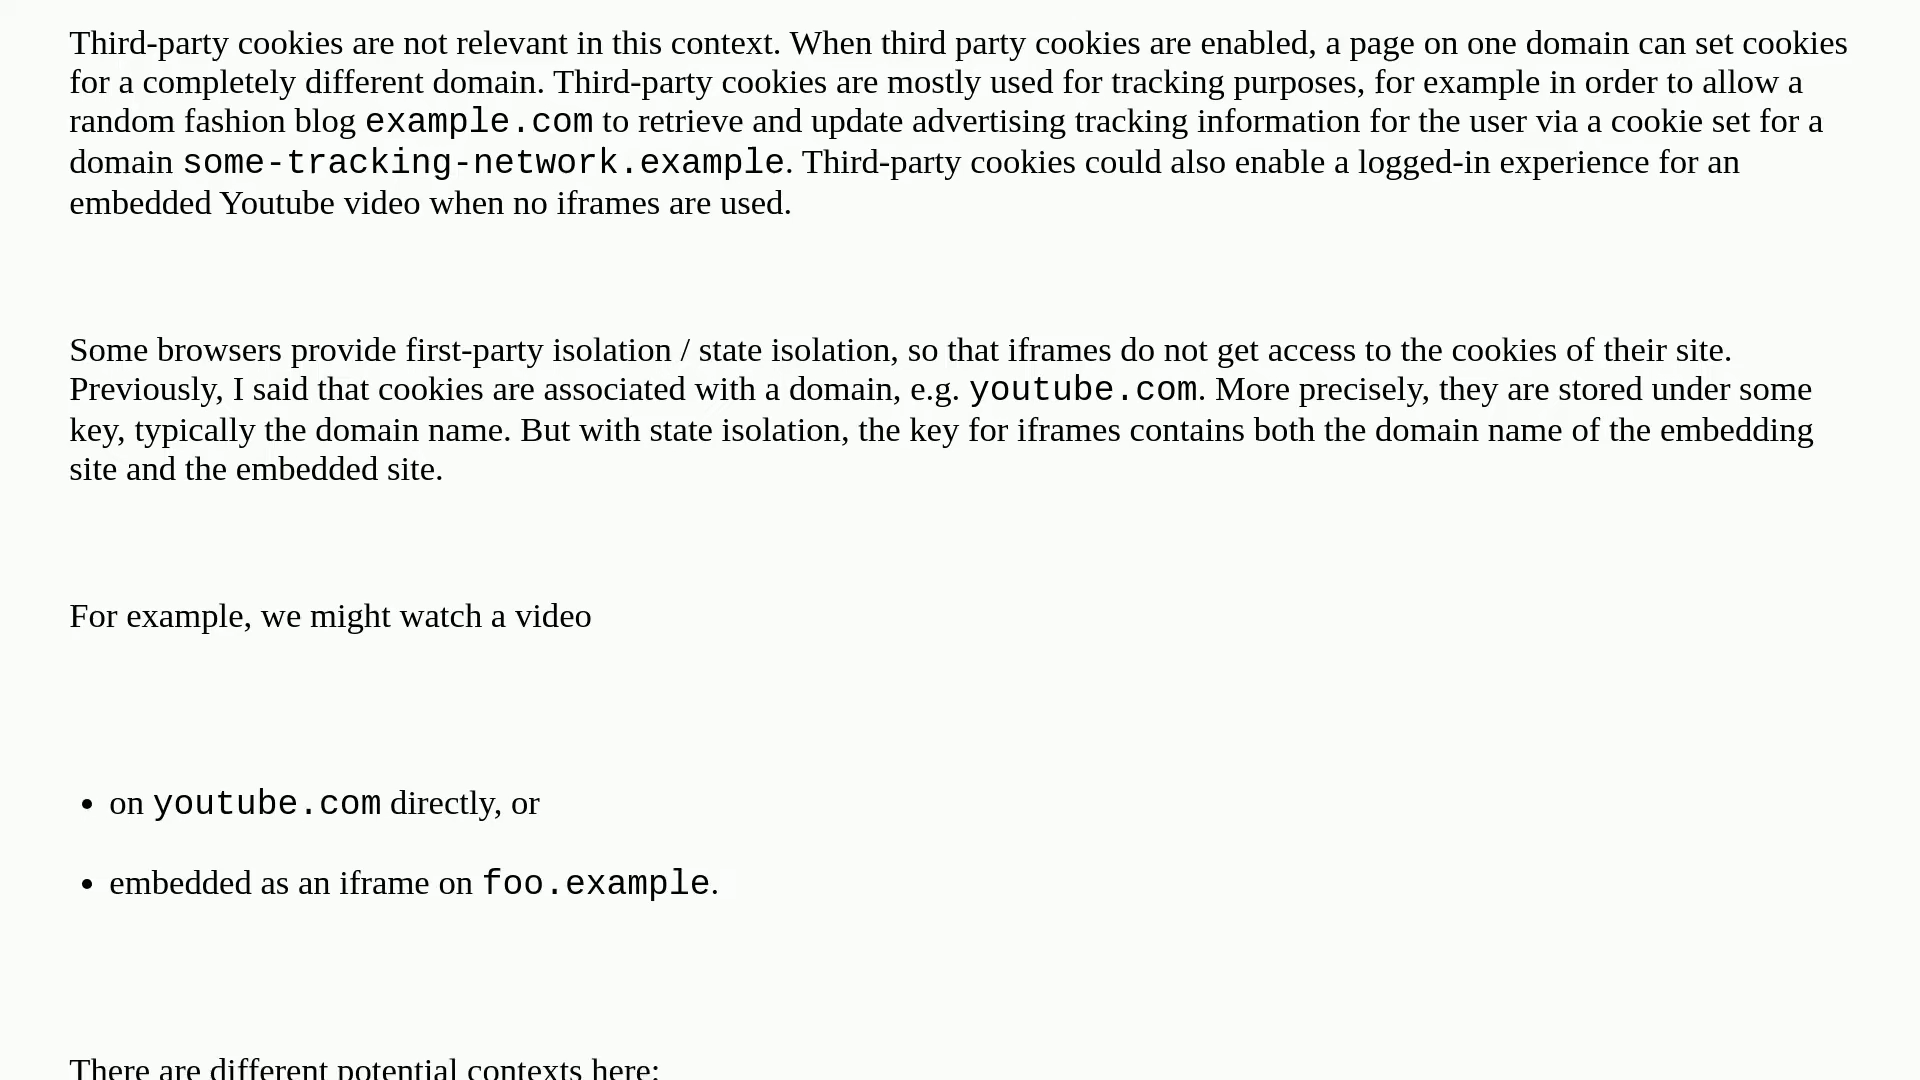 Third-party cookies are not relevant in this context. When third party cookies are enabled, a page on one domain can set cookies
for a completely different domain. Third-party cookies are mostly used for tracking purposes, for example in order to allow a
random fashion blog example.com to retrieve and update advertising tracking information for the user via a cookie set for a
domain some-tracking-network.example. Third-party cookies could also enable a logged-in experience for an
embedded Youtube video when no iframes are used.
Some browsers provide first-party isolation / state isolation, so that iframes do not get access to the cookies of their site.
Previously, I said that cookies are associated with a domain, e.g. youtube.com. More precisely, they are stored under some
key, typically the domain name. But with state isolation, the key for iframes contains both the domain name of the embedding
site and the embedded site.
For example, we might watch a video
• on youtube.com directly, or
• embedded as an iframe on foo.example.
There are different potential contexts here: